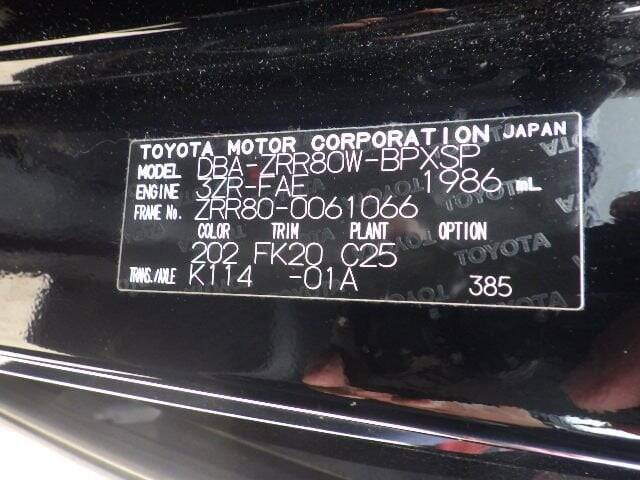 TOYOTA MOTOR CORPORATION JAPAN
MODEL DBA-ZRR80W-BPXSP
ENGINE 3ZR-FAE 1986 mL
FRAME No. ZRR80-0061066
COLOR TRIM PLANT OPTION
202 FK20 C25
TRANS./AXLE K114 -01A 385